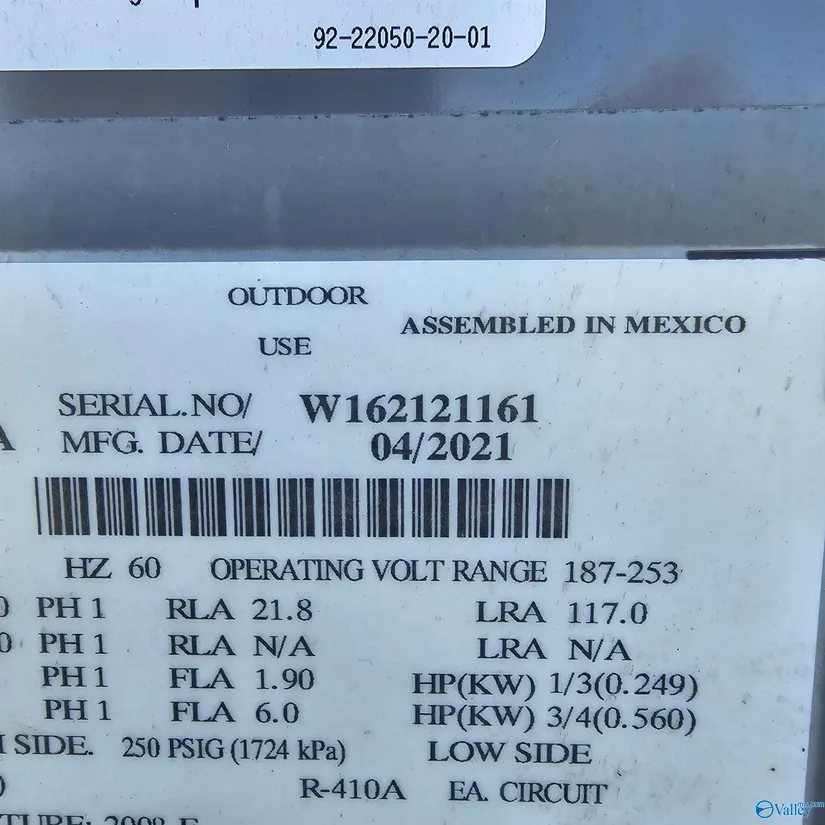 92-22050-20-01
OUTDOOR
USE
ASSEMBLED IN MEXICO
SERIAL.NO/ W162121161
MFG. DATE/ 04/2021
HZ 60 OPERATING VOLT RANGE 187-253
0 PH 1 RLA 21.8 LRA 117.0
0 PH 1 RLA N/A LRA N/A
PH 1 FLA 1.90 HP(KW) 1/3(0.249)
PH 1 FLA 6.0 HP(KW) 3/4(0.560)
SIDE. 250 PSIG (1724 kPa) LOW SIDE
R-410A EA. CIRCUIT
Valley